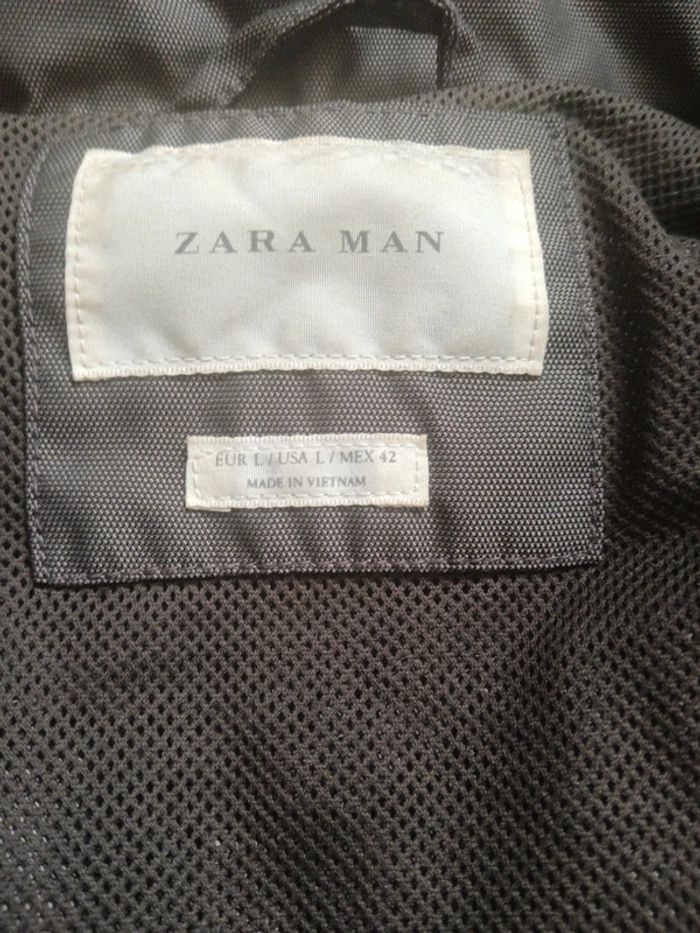 ZARA MAN
EUR L / USA L / MEX 42
MADE IN VIETNAM